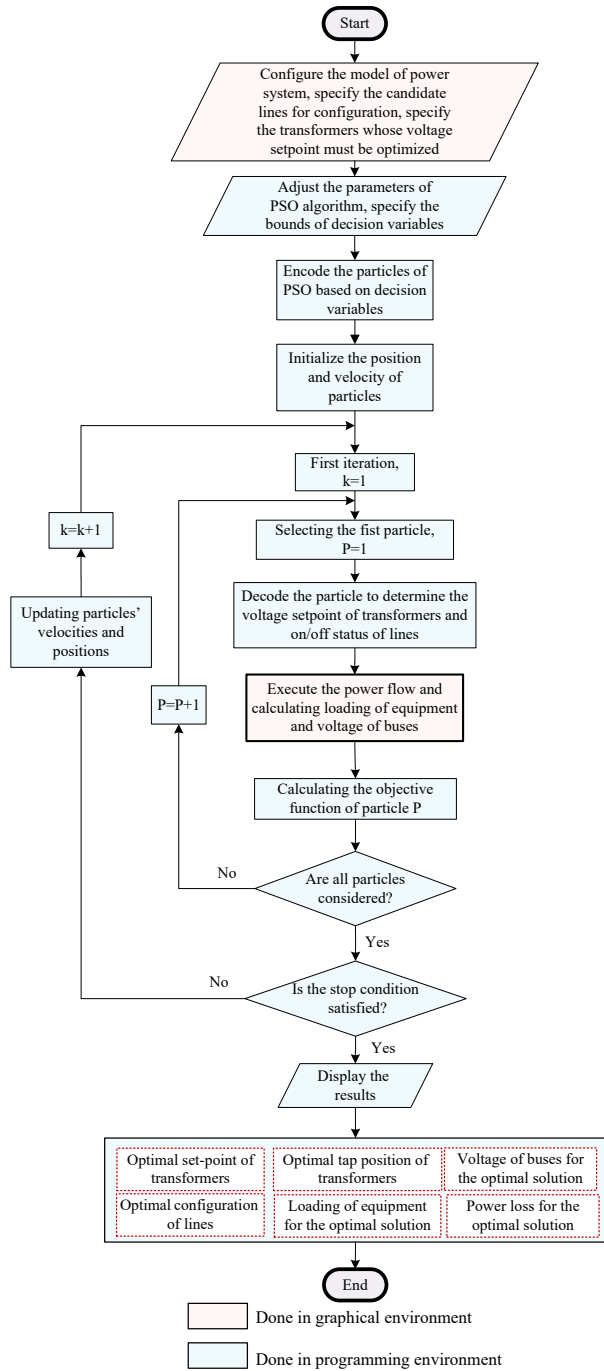 Start
Configure the model of power
system, specify the candidate
lines for configuration, specify
the transformers whose voltage
setpoint must be optimized
Adjust the parameters of
PSO algorithm, specify the
bounds of decision variables
Encode the particles of
PSO based on decision
variables
Initialize the position
and velocity of
particles
First iteration,
k=1
k=k+1
Selecting the fist particle,
P=1
Updating particles’
velocities and
positions
Decode the particle to determine the
voltage setpoint of transformers and
on/off status of lines
P=P+1
Execute the power flow and
calculating loading of equipment
and voltage of buses
Calculating the objective
function of particle P
No
Are all particles
considered?
Yes
No
Is the stop condition
satisfied?
Yes
Display the
results
Optimal set-point of
transformers
Optimal tap position of
transformers
Voltage of buses for
the optimal solution
Optimal configuration
of lines
Loading of equipment
for the optimal solution
Power loss for the
optimal solution
End
Done in graphical environment
Done in programming environment